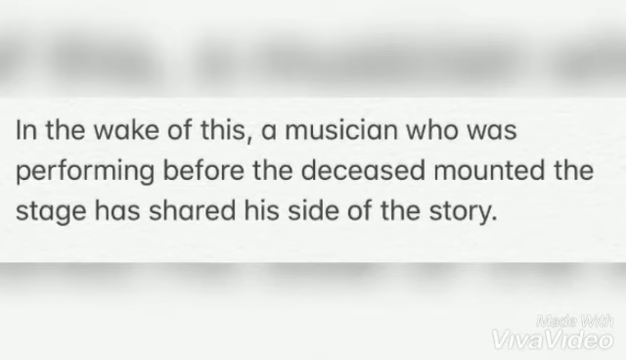 In the wake of this, a musician who was
performing before the deceased mounted the
stage has shared his side of the story.
Made With
VivaVideo